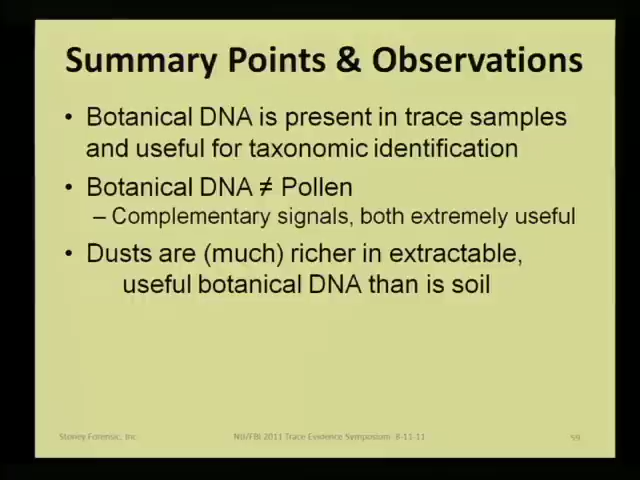 Summary Points & Observations
• Botanical DNA is present in trace samples
and useful for taxonomic identification
• Botanical DNA ≠ Pollen
– Complementary signals, both extremely useful
• Dusts are (much) richer in extractable,
useful botanical DNA than is soil
Stoney Forensic, Inc. NIJ/FBI 2011 Trace Evidence Symposium 8-11-11 59